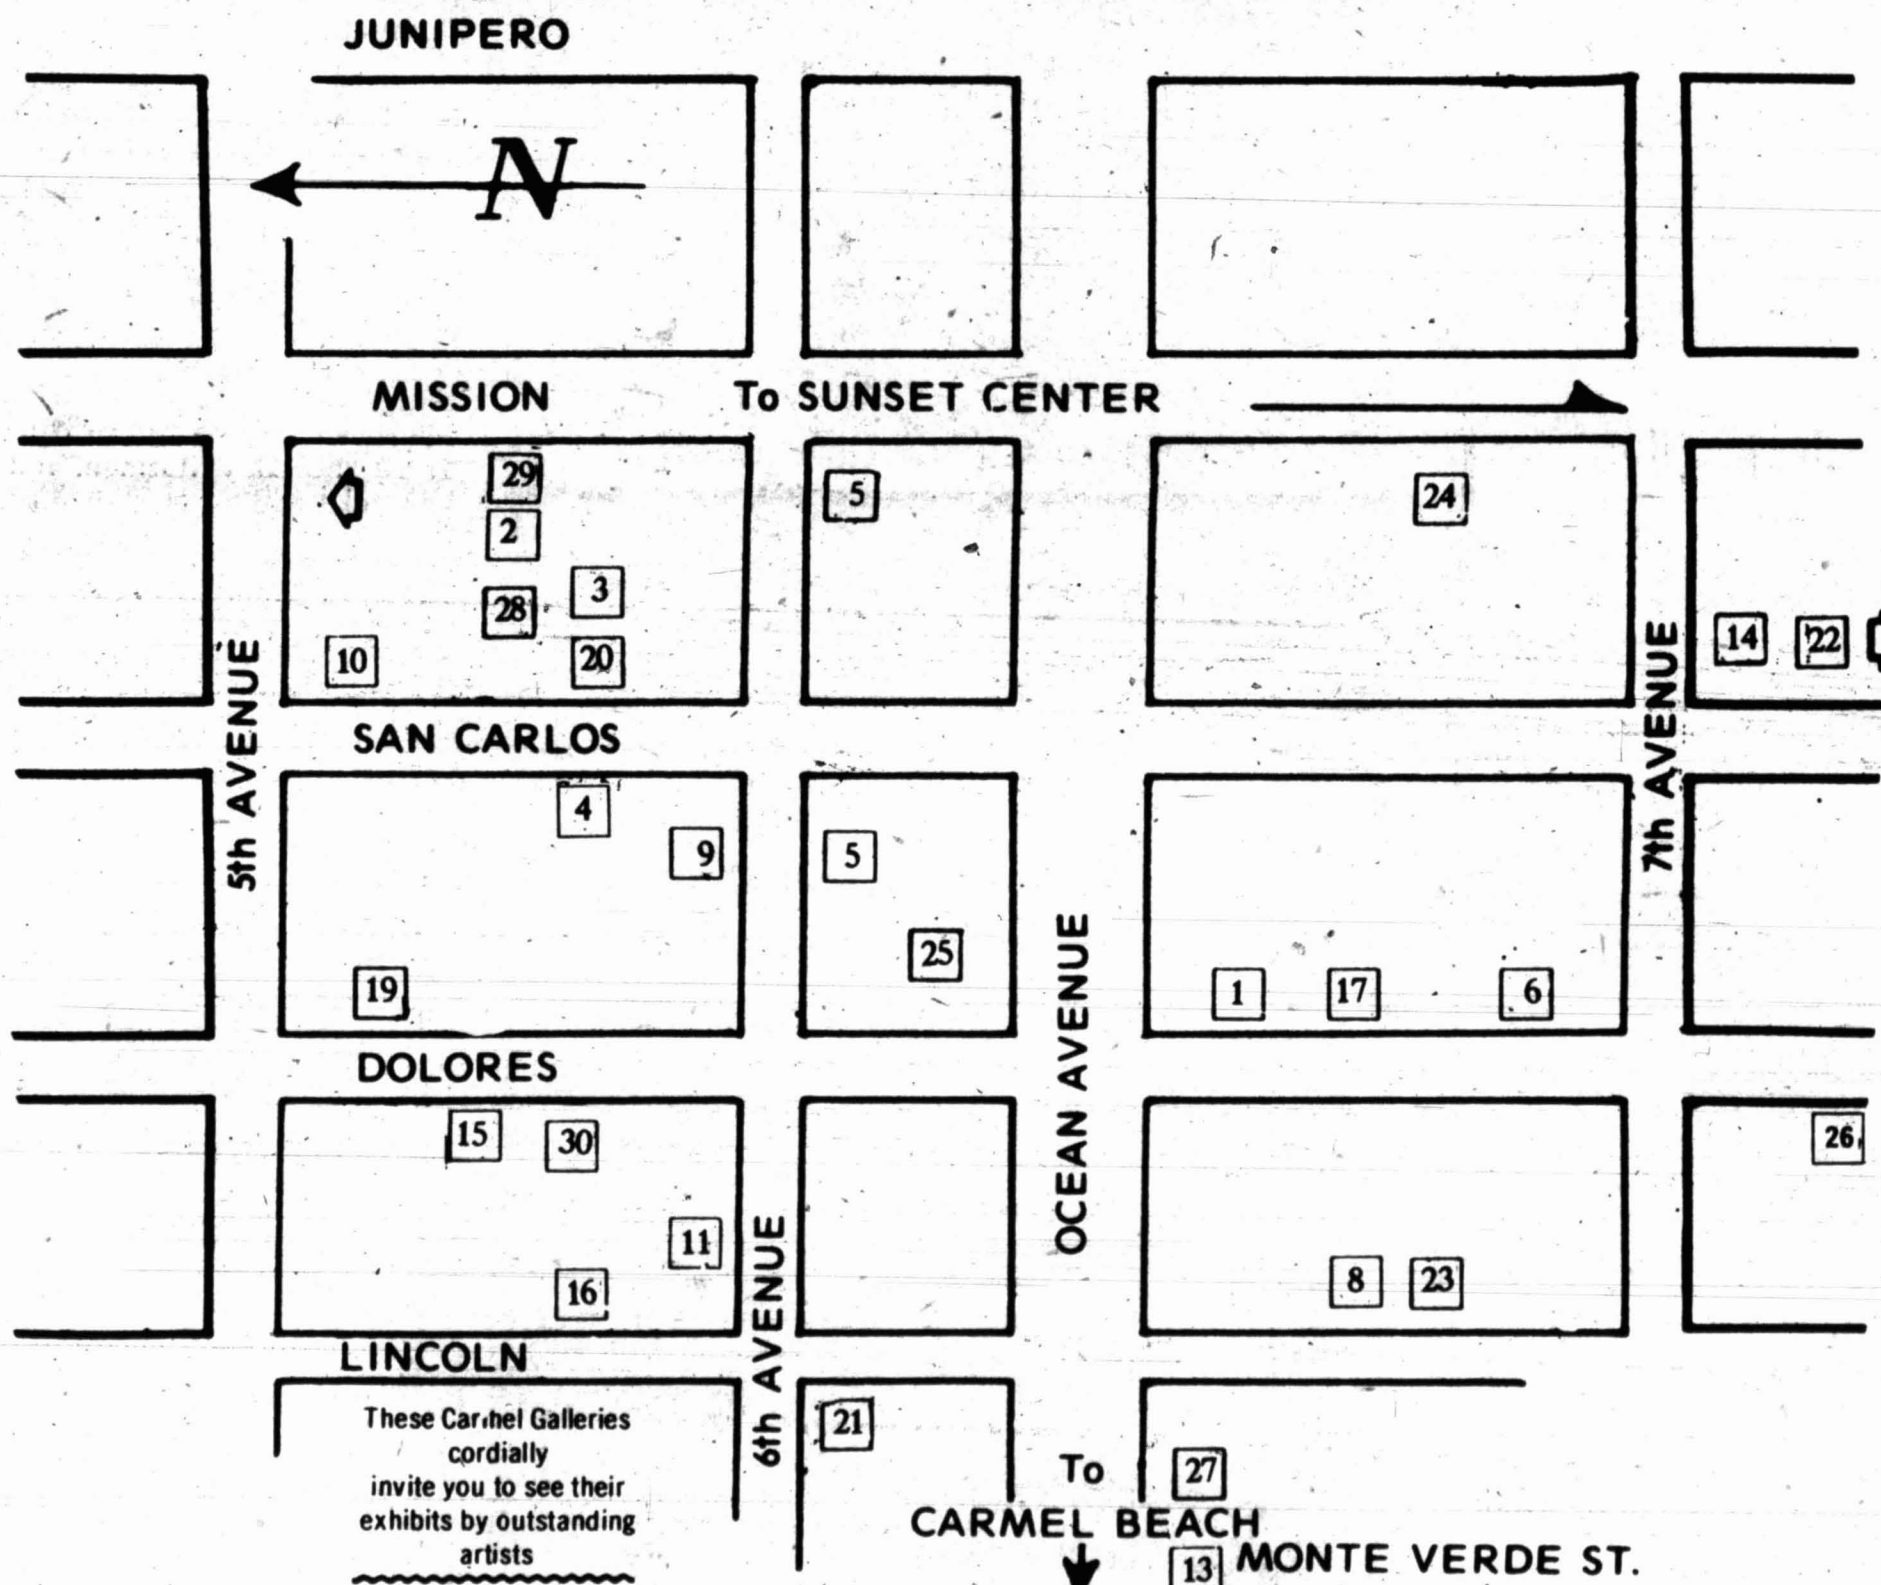 JUNIPERO
N
MISSION To SUNSET CENTER
29
5
24
2
3
28
14 22
10
20
5th AVENUE
7th AVENUE
SAN CARLOS
4
9
5
25
19
1 17 6
DOLORES
OCEAN AVENUE
15 30
26
11
16
8 23
6th AVENUE
LINCOLN
These Carmel Galleries
cordially
invite you to see their
exhibits by outstanding
artists
21
To
27
CARMEL BEACH
13 MONTE VERDE ST.